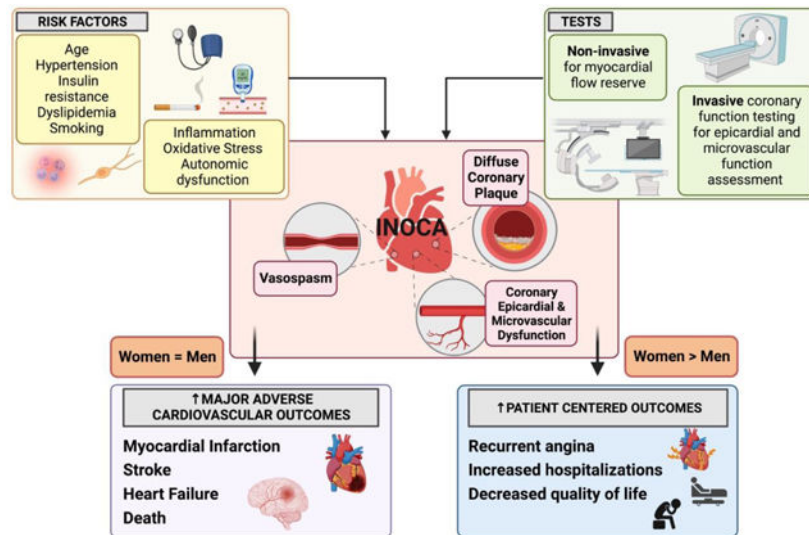 RISK FACTORS
Age
Hypertension
Insulin
resistance
Dyslipidemia
Smoking
Inflammation
Oxidative Stress
Autonomic
dysfunction
TESTS
Non-invasive
for myocardial
flow reserve
Invasive coronary
function testing
for epicardial and
microvascular
function
assessment
INOCA
Diffuse
Coronary
Plaque
Vasospasm
Coronary
Epicardial &
Microvascular
Dysfunction
Women = Men
↑MAJOR ADVERSE
CARDIOVASCULAR OUTCOMES
Myocardial Infarction
Stroke
Heart Failure
Death
Women > Men
↑PATIENT CENTERED OUTCOMES
Recurrent angina
Increased hospitalizations
Decreased quality of life